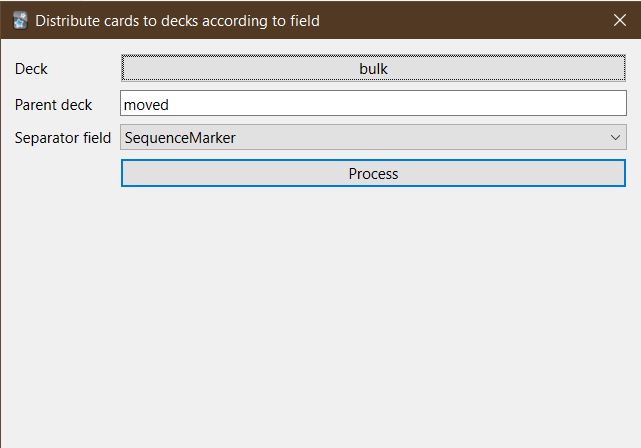 Distribute cards to decks according to field
Deck bulk
Parent deck moved
Separator field SequenceMarker
Process